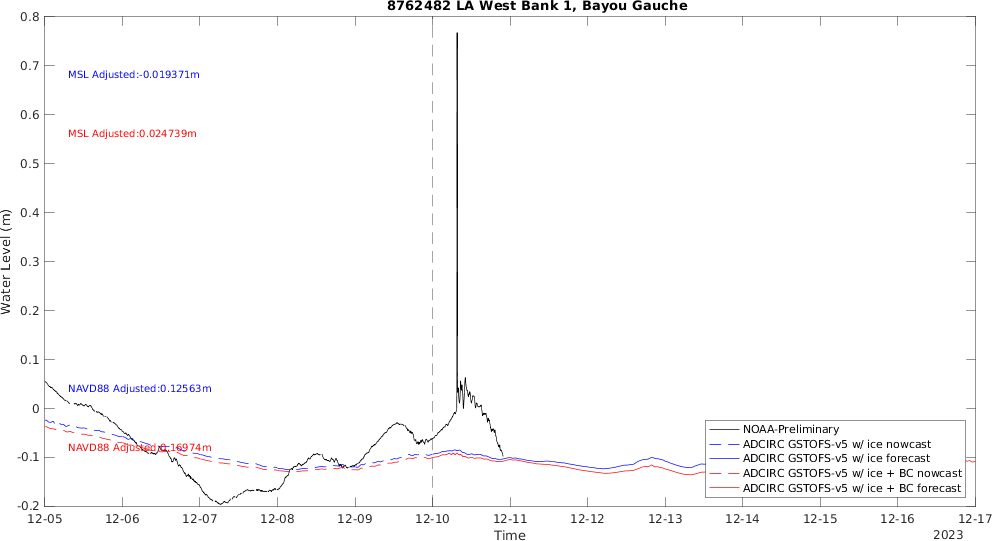 8762482 LA West Bank 1, Bayou Gauche
0.8
0.7
0.6
0.5
0.4
0.3
0.2
0.1
0
-0.1
-0.2
Water Level (m)
MSL Adjusted:-0.019371m
MSL Adjusted:0.024739m
NAVD88 Adjusted:0.12563m
NAVD88 Adjusted:0.16974m
NOAA-Preliminary
ADCIRC GSTOFS-v5 w/ ice nowcast
ADCIRC GSTOFS-v5 w/ ice forecast
ADCIRC GSTOFS-v5 w/ ice + BC nowcast
ADCIRC GSTOFS-v5 w/ ice + BC forecast
12-05 12-06 12-07 12-08 12-09 12-10 12-11 12-12 12-13 12-14 12-15 12-16 12-17
Time
2023